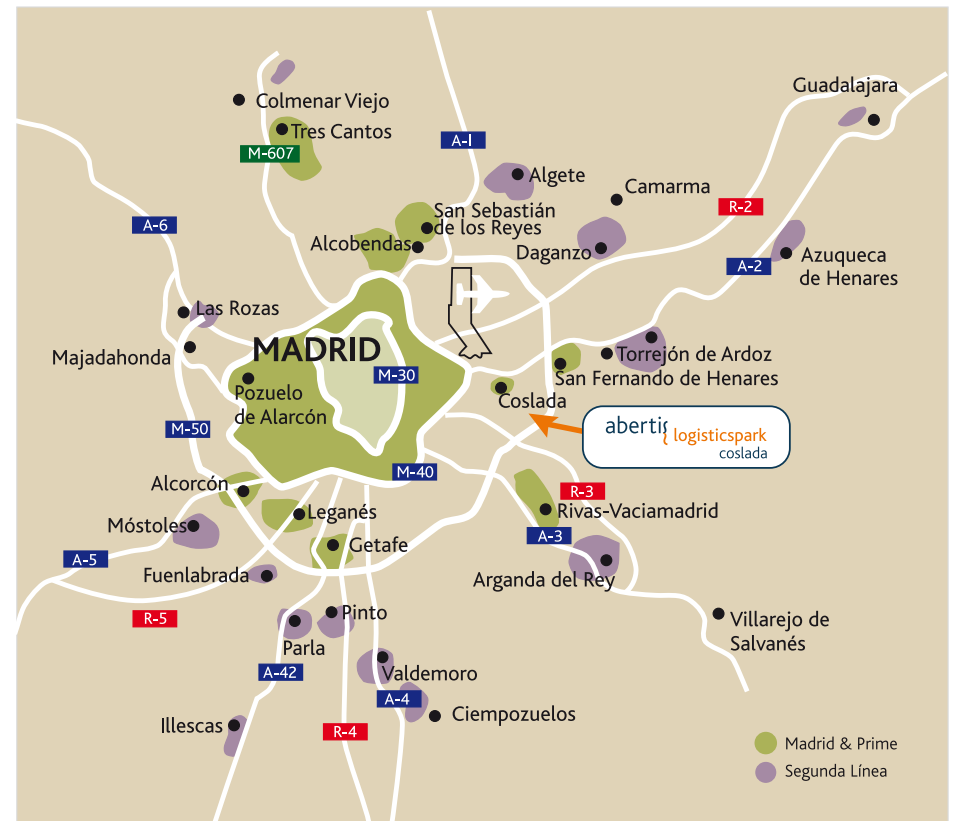 Guadalajara
Colmenar Viejo
Tres Cantos
A-I
M-607
Algete
Camarma
R-2
San Sebastián
de los Reyes
A-6
Alcobendas
Daganzo
Azuqueca
de Henares
A-2
Las Rozas
MADRID
Majadahonda
Torrejón de Ardoz
M-30
San Fernando de Henares
Pozuelo
de Alarcón
Coslada
abertis
logisticspark
coslada
M-50
M-40
Alcorcón
R-3
Leganés
Rivas-Vaciamadrid
Móstoles
A-3
Getafe
A-5
Fuenlabrada
Arganda del Rey
R-5
Pinto
Villarejo de
Salvanés
Parla
A-42
Valdemoro
A-4
Ciempozuelos
Illescas
R-4
Madrid & Prime
Segunda Línea